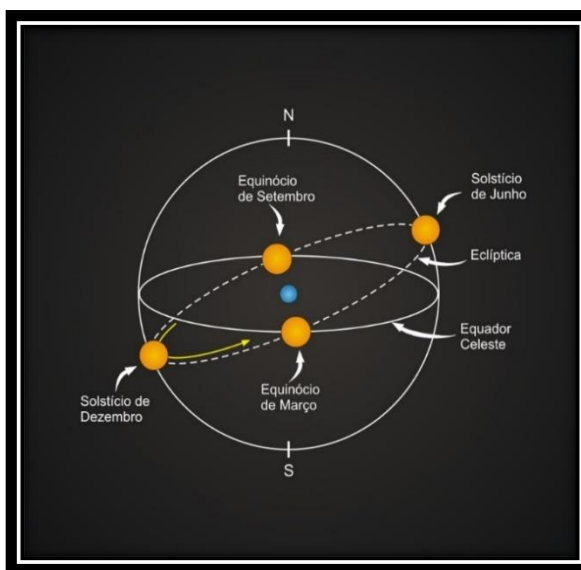 N
Equinócio
de Setembro
Solstício
de Junho
Eclíptica
Equador
Celeste
Equinócio
de Março
Solstício de
Dezembro
S